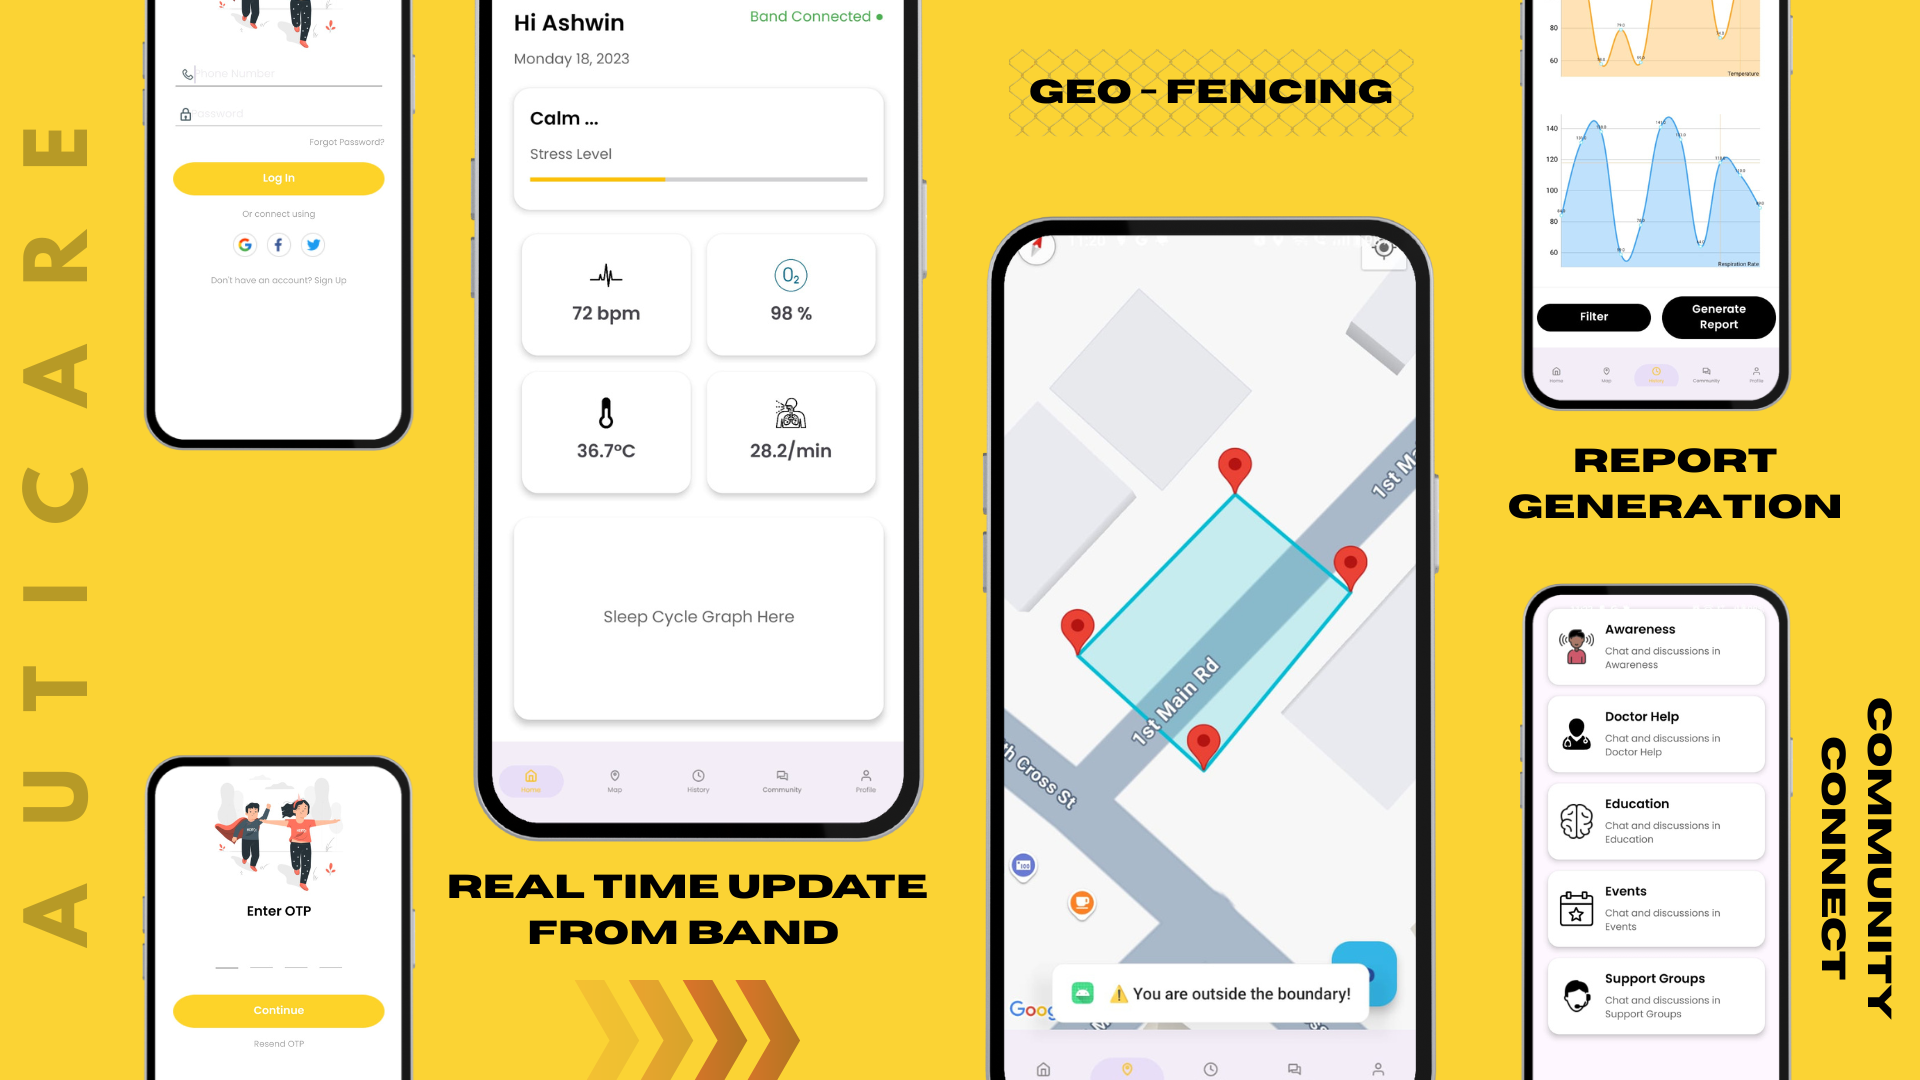 AUTICARE
Phone Number
Password
Forgot Password?
Log In
Or connect using
Don't have an account? Sign Up
Enter OTP
Continue
Resend OTP
Hi Ashwin
Band Connected
Monday 18, 2023
Calm ...
Stress Level
72 bpm
O2
98 %
36.7°C
28.2/min
Sleep Cycle Graph Here
Home
Map
History
Community
Profile
REAL TIME UPDATE
FROM BAND
GEO - FENCING
11:20
1st Main Rd
th Cross St
⚠ You are outside the boundary!
80
60
Temperature
140
120
100
80
60
Respiration Rate
Filter
Generate
Report
Home
Map
History
Community
Profile
REPORT
GENERATION
Awareness
Chat and discussions in
Awareness
Doctor Help
Chat and discussions in
Doctor Help
Education
Chat and discussions in
Education
Events
Chat and discussions in
Events
Support Groups
Chat and discussions in
Support Groups
COMMUNITY
CONNECT